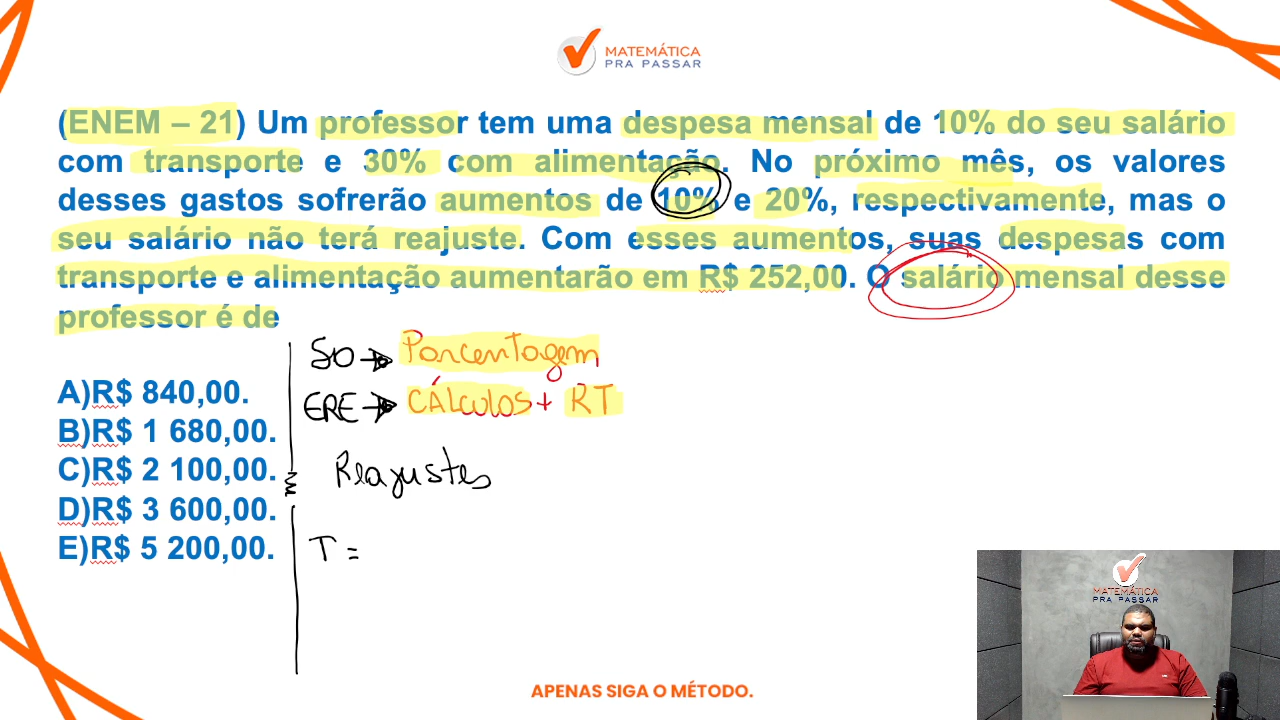 MATEMÁTICA
PRA PASSAR
(ENEM – 21) Um professor tem uma despesa mensal de 10% do seu salário
com transporte e 30% com alimentação. No próximo mês, os valores
desses gastos sofrerão aumentos de 10% e 20%, respectivamente, mas o
seu salário não terá reajuste. Com esses aumentos, suas despesas com
transporte e alimentação aumentarão em R$ 252,00. O salário mensal desse
professor é de
SO → Porcentagem
ERE → CÁLCULOS + RT
Reajustes
T =
A)R$ 840,00.
B)R$ 1 680,00.
C)R$ 2 100,00.
D)R$ 3 600,00.
E)R$ 5 200,00.
MATEMÁTICA
PRA PASSAR
APENAS SIGA O MÉTODO.